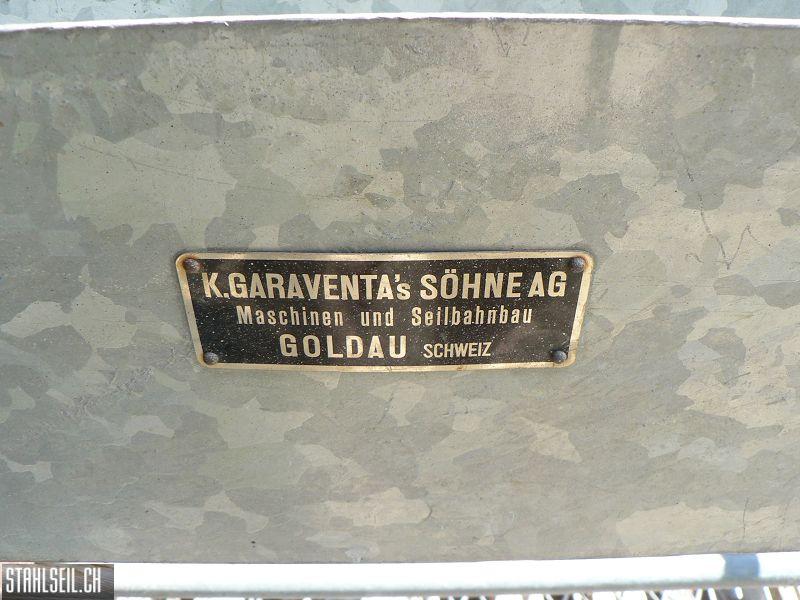 K.GARAVENTA's SÖHNE AG
Maschinen und Seilbahnbau
GOLDAU SCHWEIZ
STAHLSEIL.CH